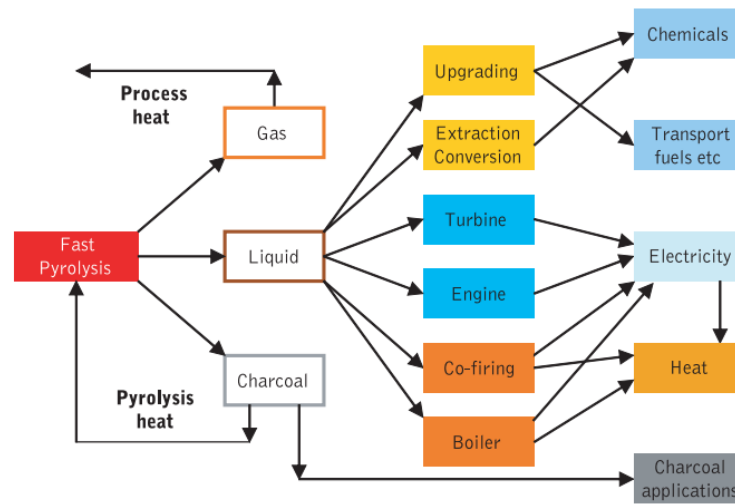 Process
heat
Gas
Fast
Pyrolysis
Liquid
Charcoal
Pyrolysis
heat
Upgrading
Extraction
Conversion
Turbine
Engine
Co-firing
Boiler
Chemicals
Transport
fuels etc
Electricity
Heat
Charcoal
applications